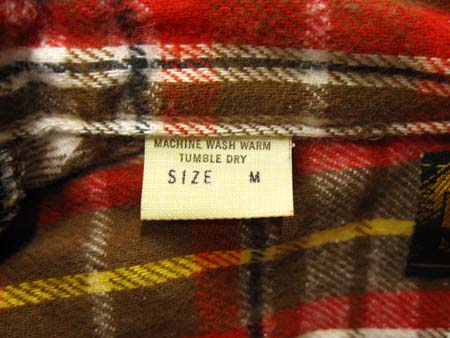 MACHINE WASH WARM
TUMBLE DRY
SIZE M